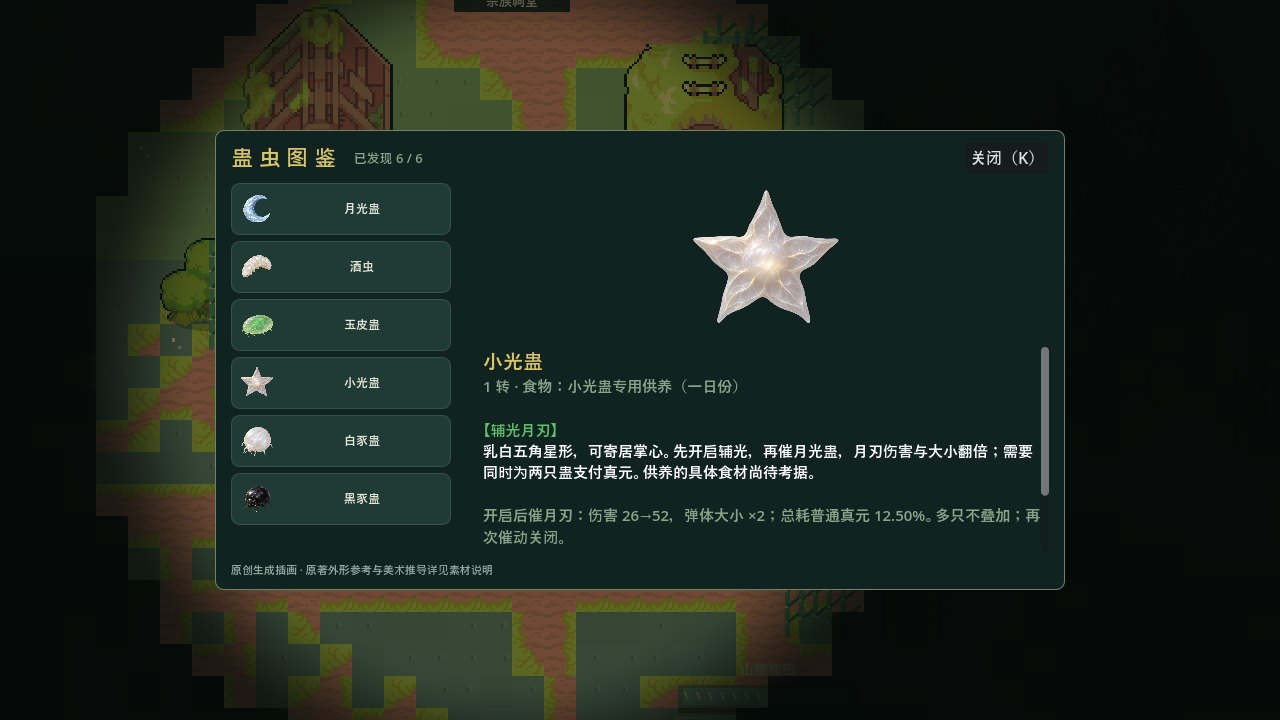 宗族祠堂
蛊虫图鉴 已发现 6 / 6
关闭（K）
月光蛊
酒虫
玉皮蛊
小光蛊
白豕蛊
黑豕蛊
小光蛊
1 转 · 食物：小光蛊专用供养（一日份）
【辅光月刃】
乳白五角星形，可寄居掌心。先开启辅光，再催月光蛊，月刃伤害与大小翻倍；需要
同时为两只蛊支付真元。供养的具体食材尚待考据。
开启后催月刃：伤害 26→52，弹体大小 ×2；总耗普通真元 12.50%。多只不叠加；再
次催动关闭。
原创生成插画 · 原著外形参考与美术推导详见素材说明